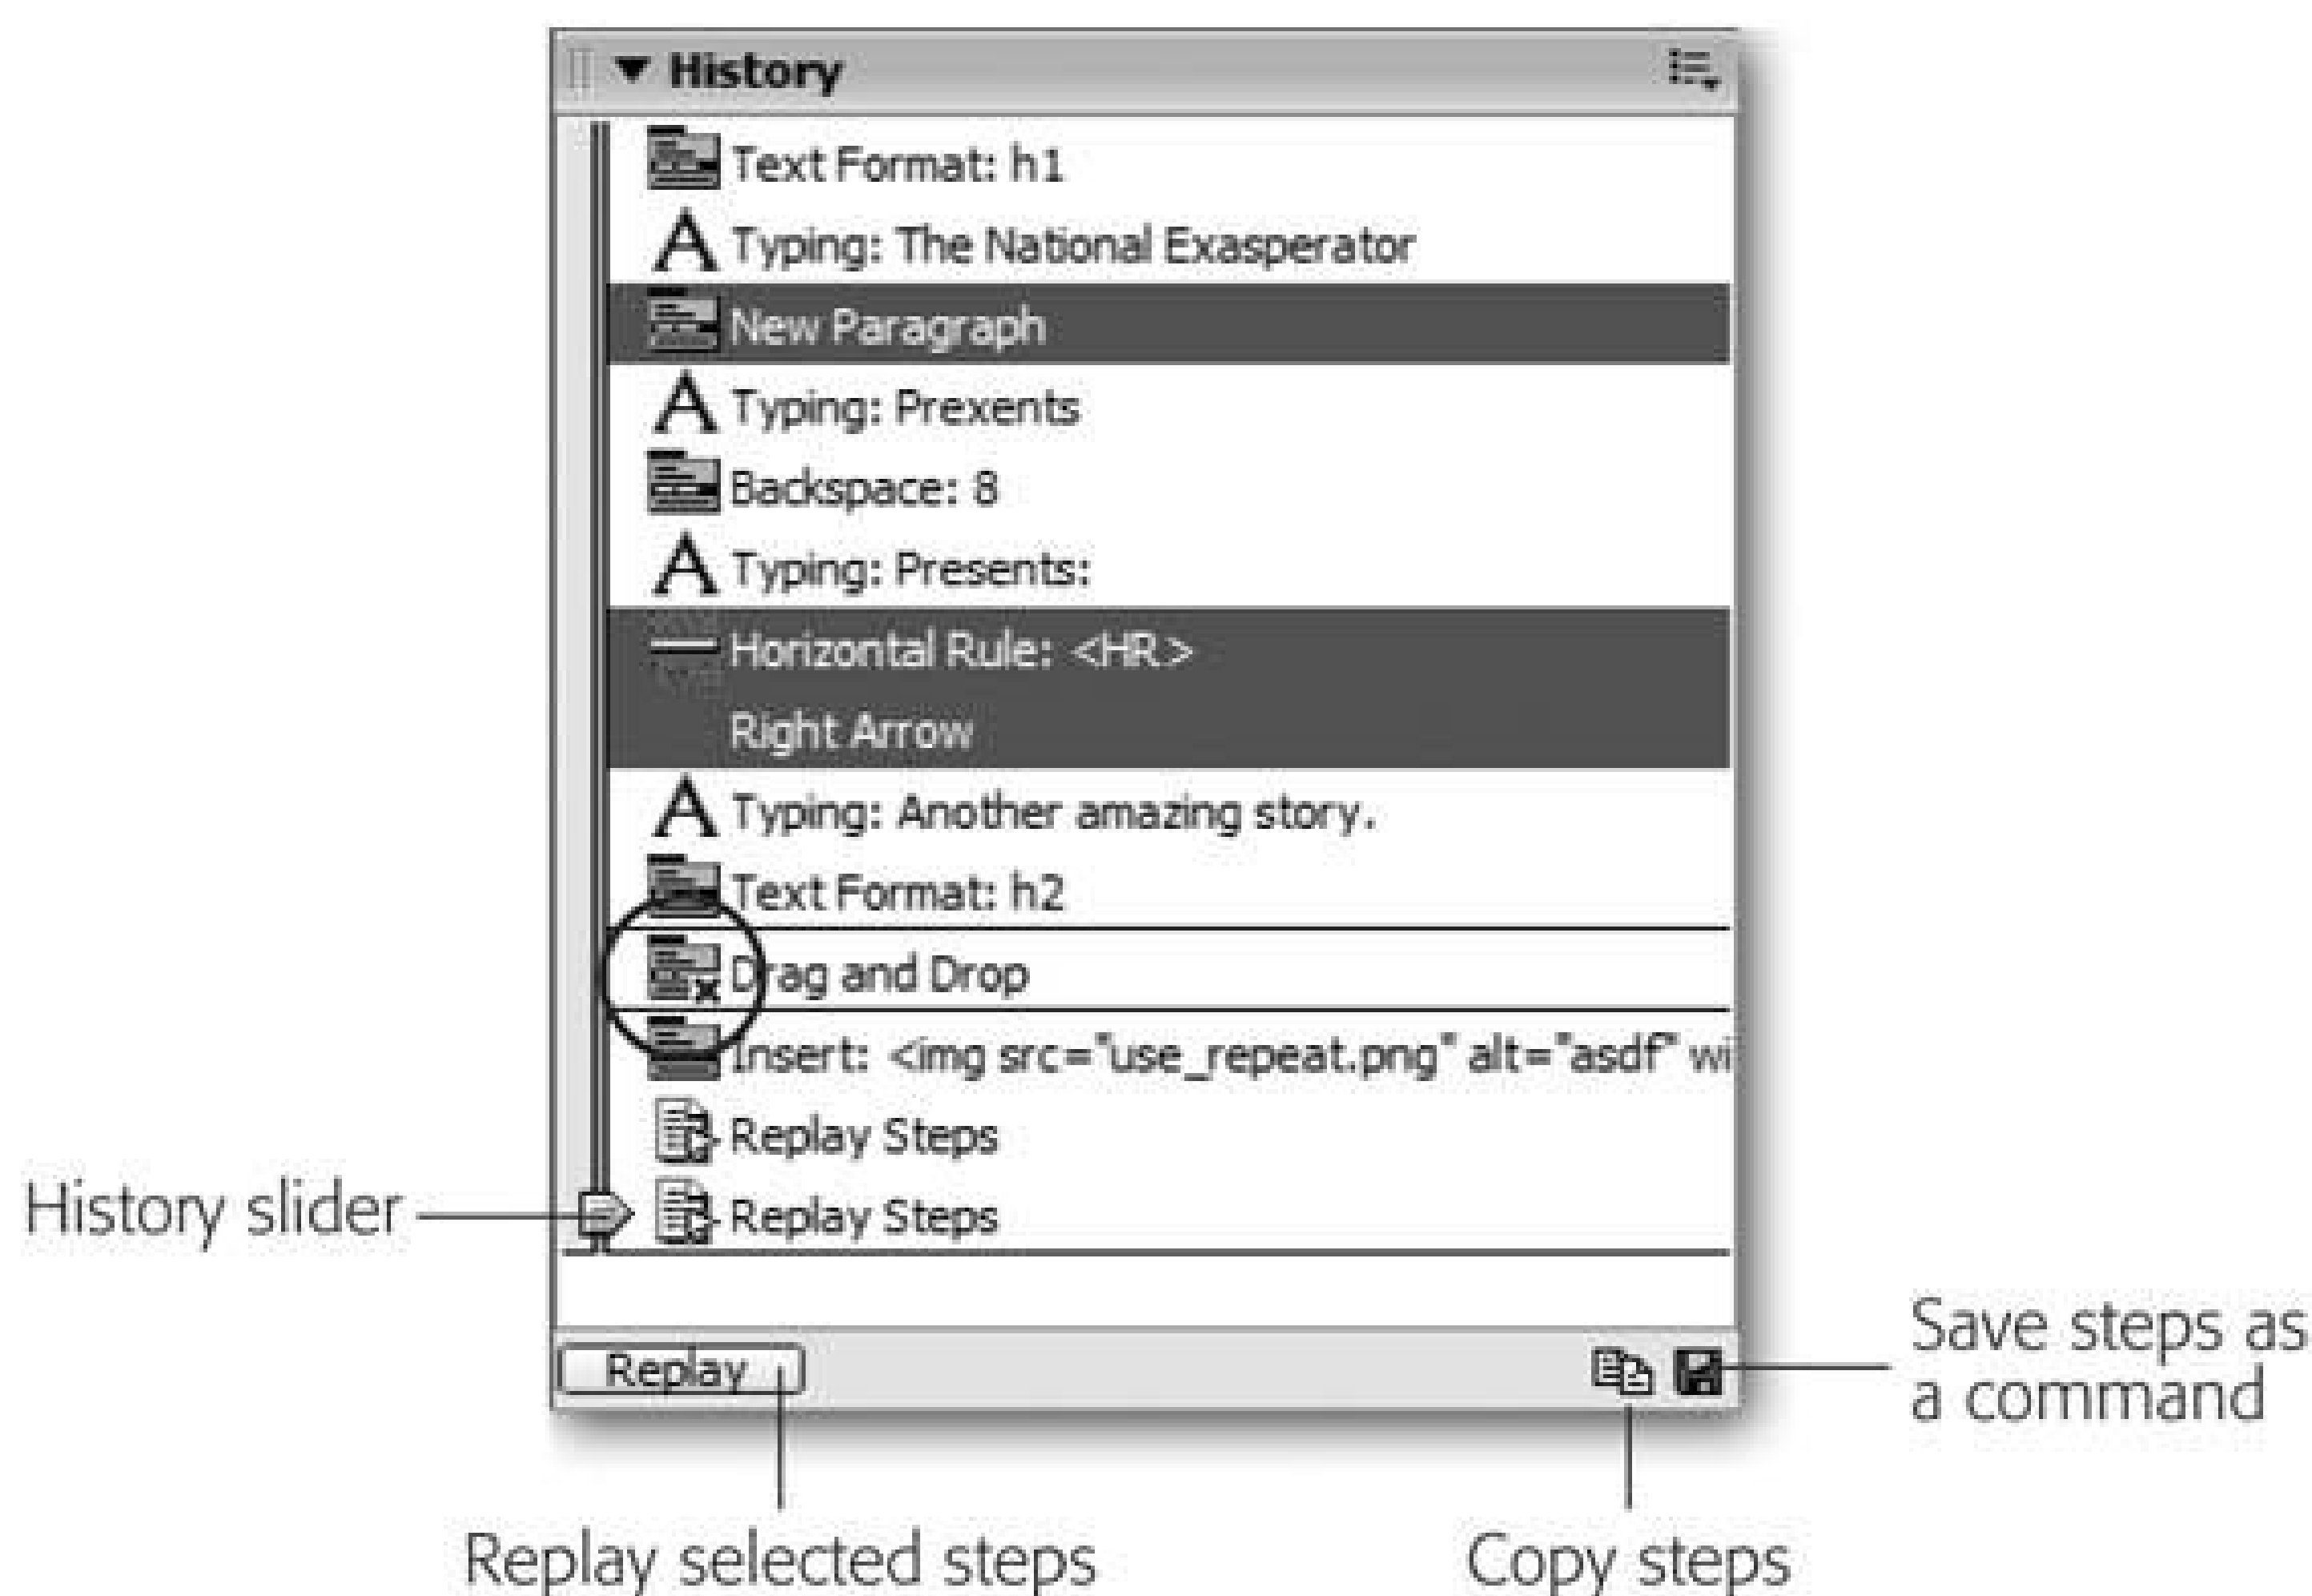 History
Text Format: h1
Typing: The National Exasperator
New Paragraph
Typing: Prexents
Backspace: 8
Typing: Presents:
Horizontal Rule: <HR>
Right Arrow
Typing: Another amazing story.
Text Format: h2
Drag and Drop
Insert: <img src="use_repeat.png" alt="asdf" wi
Replay Steps
History slider
Replay Steps
Replay
Save steps as
a command
Replay selected steps
Copy steps